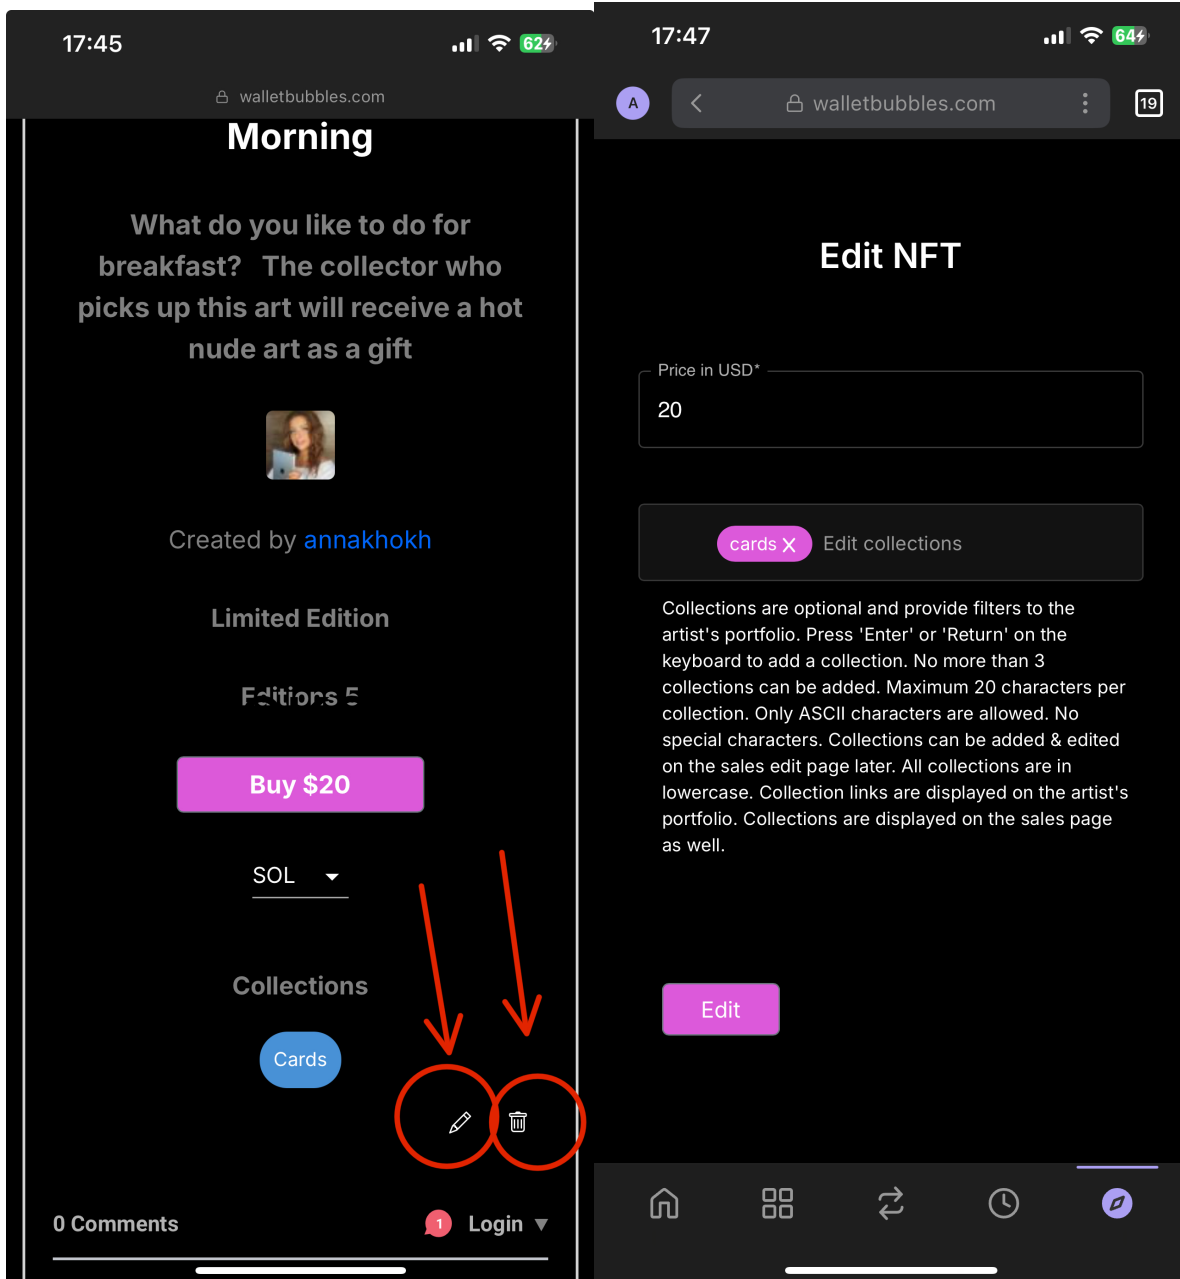 17:45
62
walletbubbles.com
Morning
What do you like to do for
breakfast? The collector who
picks up this art will receive a hot
nude art as a gift
Created by annakhokh
Limited Edition
Editions 5
Buy $20
SOL
Collections
Cards
0 Comments
1
Login
17:47
64
A
walletbubbles.com
19
Edit NFT
Price in USD*
20
cards X
Edit collections
Collections are optional and provide filters to the
artist's portfolio. Press 'Enter' or 'Return' on the
keyboard to add a collection. No more than 3
collections can be added. Maximum 20 characters per
collection. Only ASCII characters are allowed. No
special characters. Collections can be added & edited
on the sales edit page later. All collections are in
lowercase. Collection links are displayed on the artist's
portfolio. Collections are displayed on the sales page
as well.
Edit